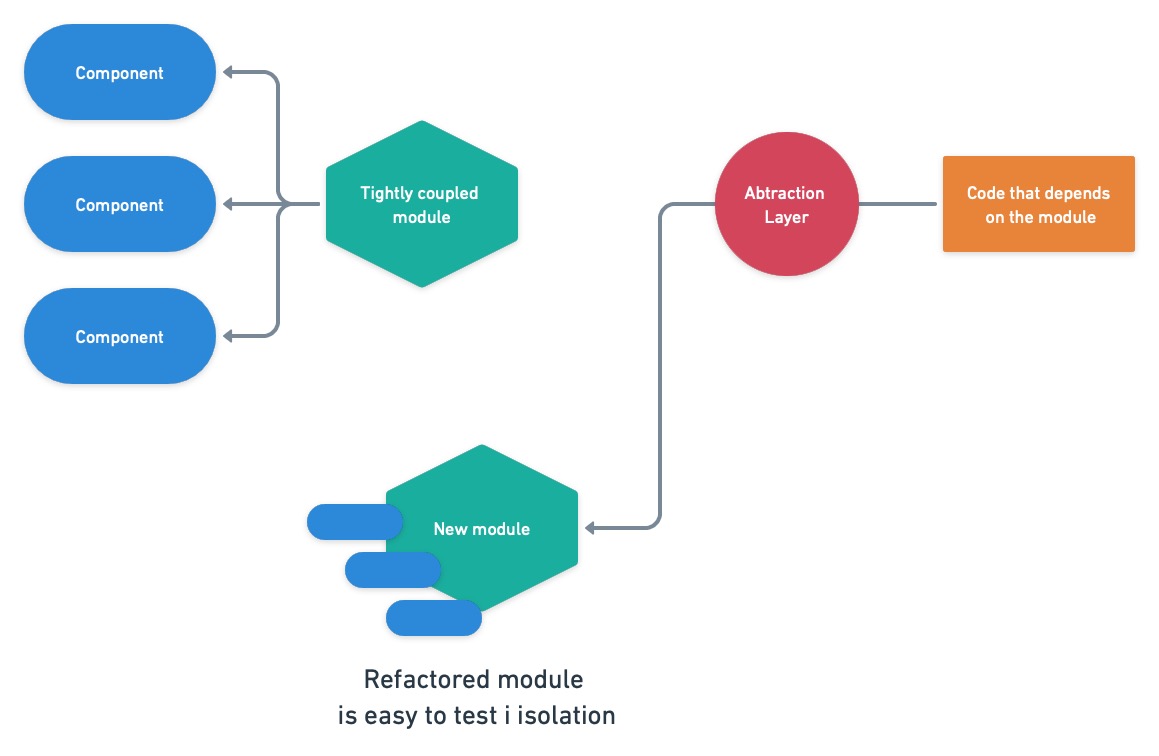 Component
Component
Component
Tightly coupled
module
Abtraction
Layer
Code that depends
on the module
New module
Refactored module
is easy to test i isolation